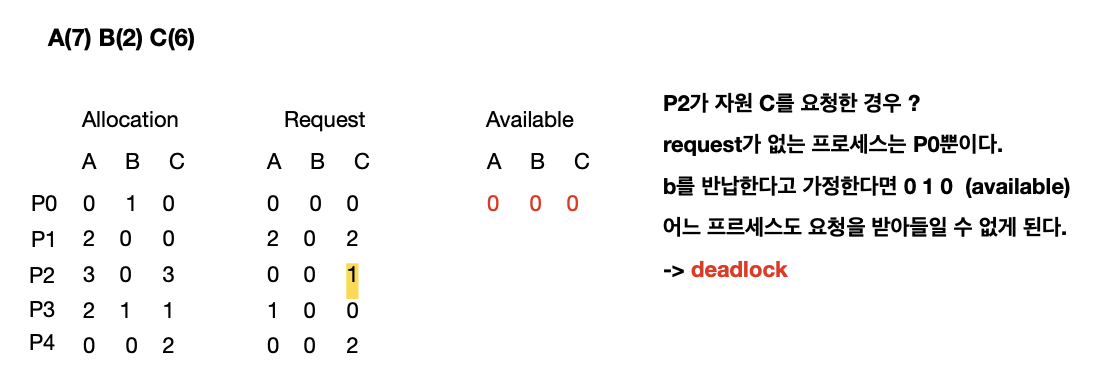 A(7) B(2) C(6)
Allocation Request Available
A B C A B C A B C
P0 0 1 0 0 0 0 0 0 0
P1 2 0 0 2 0 2
P2 3 0 3 0 0 1
P3 2 1 1 1 0 0
P4 0 0 2 0 0 2
P2가 자원 C를 요청한 경우 ?
request가 없는 프로세스는 P0뿐이다.
b를 반납한다고 가정한다면 0 1 0 (available)
어느 프르세스도 요청을 받아들일 수 없게 된다.
-> deadlock